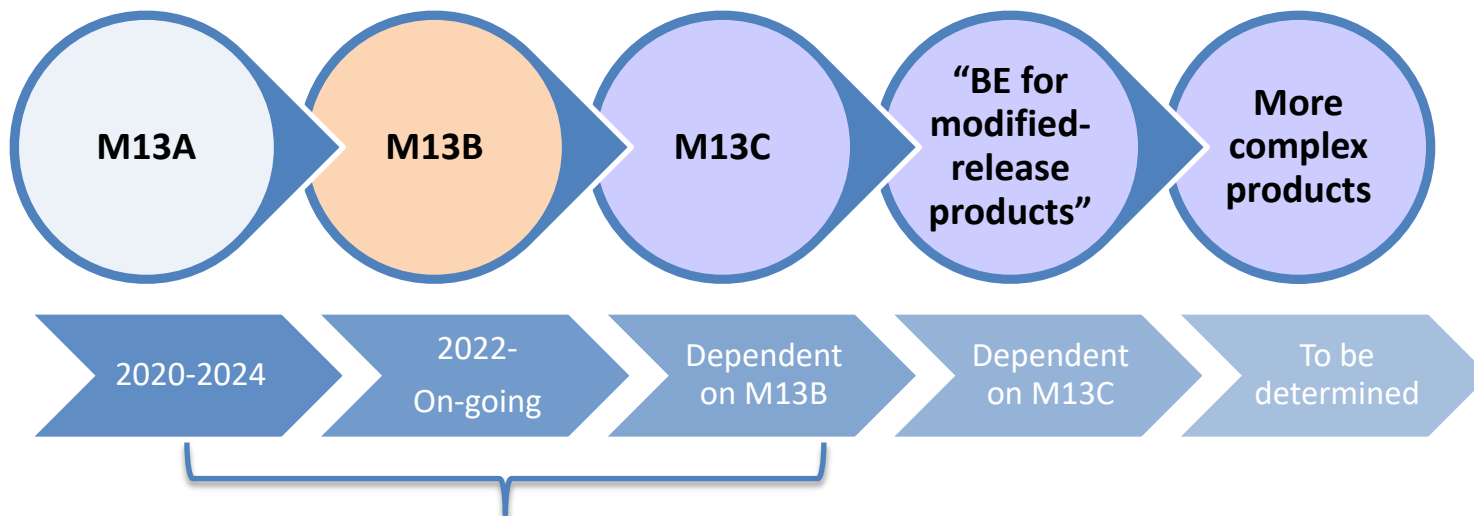 M13A
M13B
M13C
“BE for
modified-
release
products”
More
complex
products
2020-2024
2022-
On-going
Dependent
on M13B
Dependent
on M13C
To be
determined